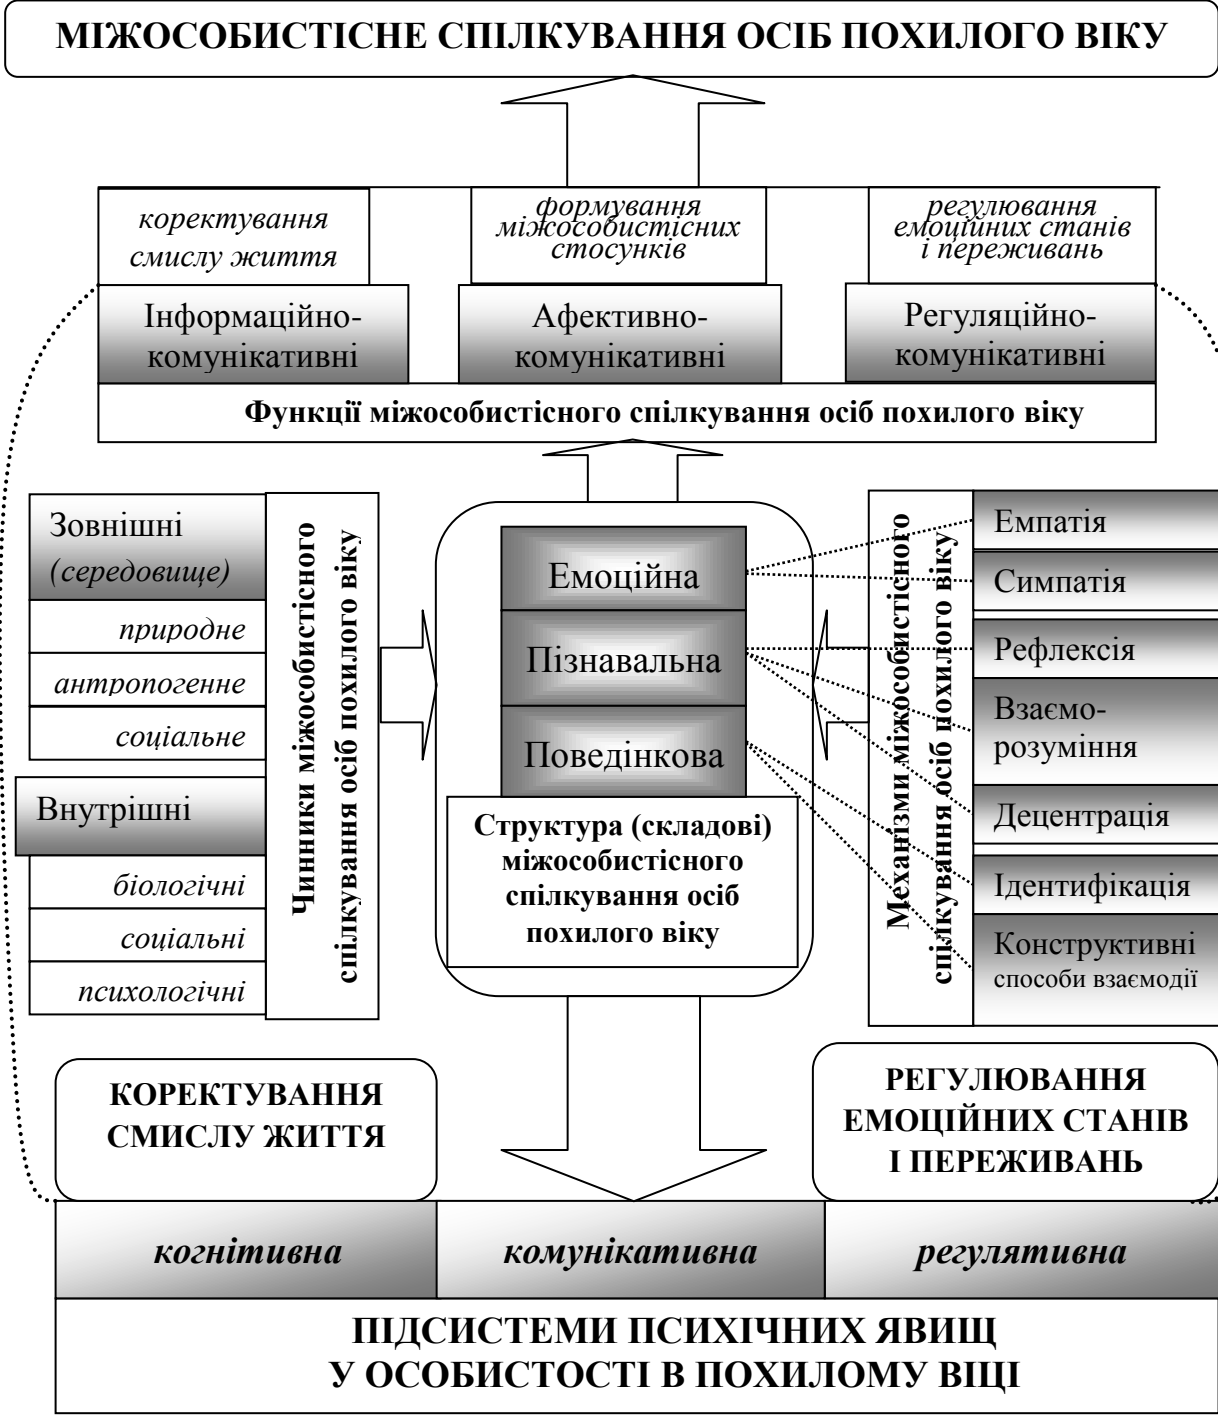 МІЖОСОБИСТІСНЕ СПІЛКУВАННЯ ОСІБ ПОХИЛОГО ВІКУ
коректування
смислу життя
формування
міжособистісних
стосунків
регулювання
емоційних станів
і переживань
Інформаційно-
комунікативні
Афективно-
комунікативні
Регуляційно-
комунікативні
Функції міжособистісного спілкування осіб похилого віку
Зовнішні
(середовище)
природне
антропогенне
соціальне
Внутрішні
біологічні
соціальні
психологічні
Чинники міжособистісного
спілкування осіб похилого віку
Емоційна
Пізнавальна
Поведінкова
Структура (складові)
міжособистісного
спілкування осіб
похилого віку
Механізми міжособистісного
спілкування осіб похилого віку
Емпатія
Симпатія
Рефлексія
Взаємо-
розуміння
Децентрація
Ідентифікація
Конструктивні
способи взаємодії
КОРЕКТУВАННЯ
СМИСЛУ ЖИТТЯ
РЕГУЛЮВАННЯ
ЕМОЦІЙНИХ СТАНІВ
І ПЕРЕЖИВАНЬ
когнітивна
комунікативна
регулятивна
ПІДСИСТЕМИ ПСИХІЧНИХ ЯВИЩ
У ОСОБИСТОСТІ В ПОХИЛОМУ ВІЦІ